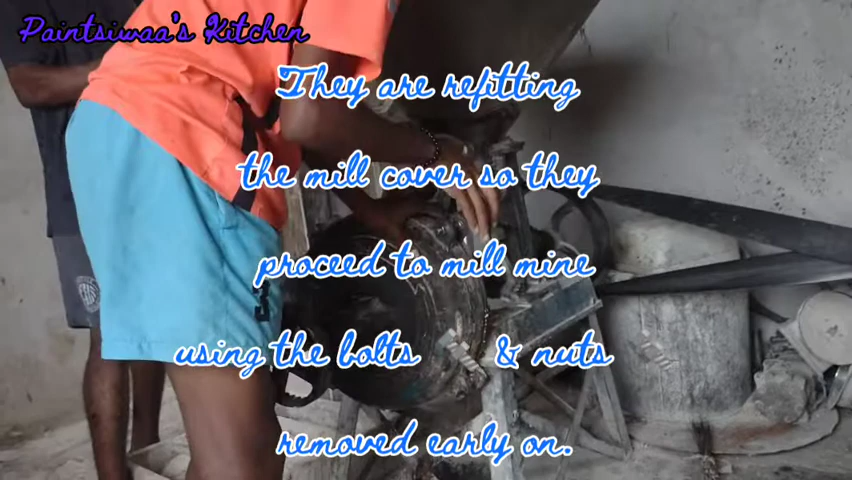 Paintsiwaa's Kitchen
They are refitting
the mill cover so they
proceed to mill mine
using the bolts & nuts
removed early on.